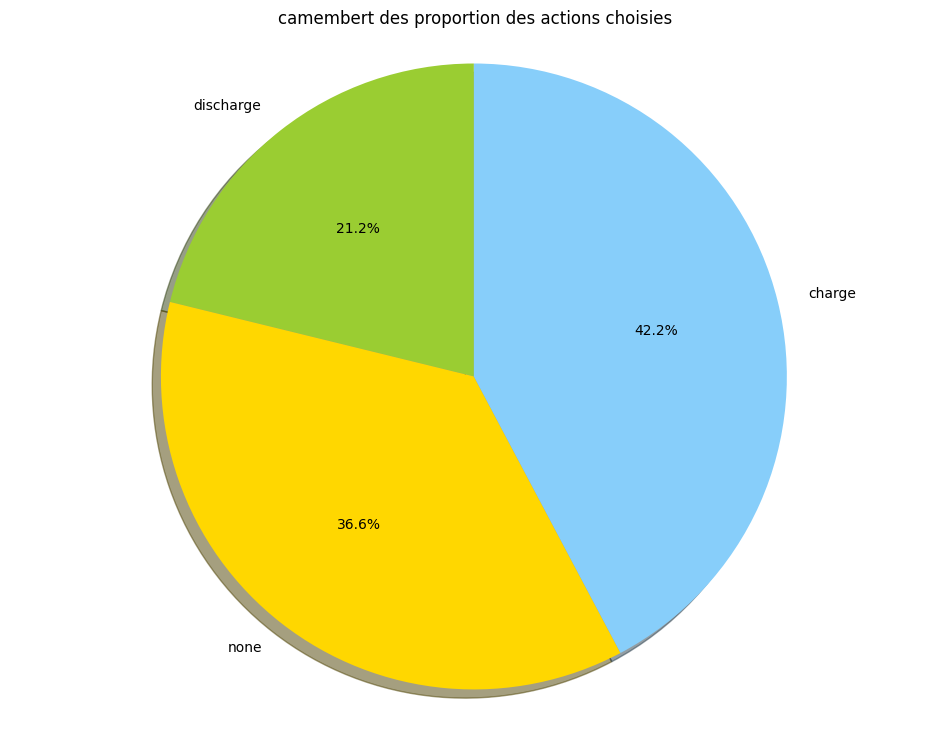 camembert des proportion des actions choisies
discharge
21.2%
charge
42.2%
36.6%
none